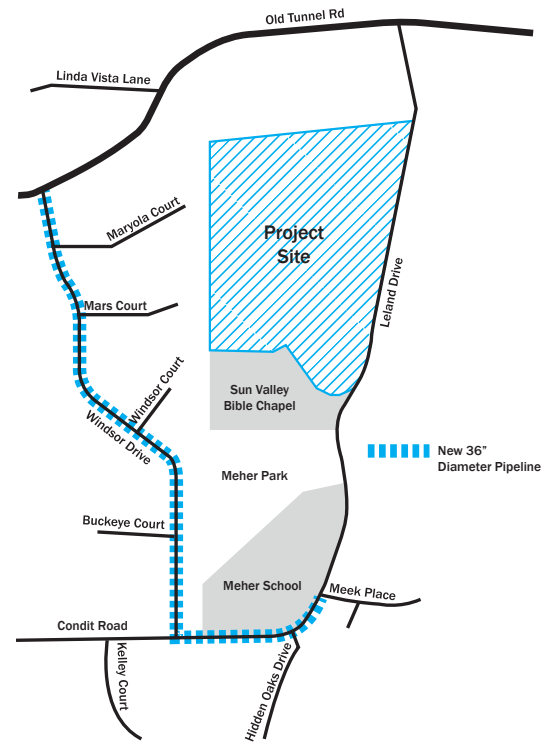 Old Tunnel Rd
Linda Vista Lane
Maryola Court
Project
Site
Leland Drive
Mars Court
Windsor Court
Sun Valley
Bible Chapel
Windsor Drive
New 36”
Diameter Pipeline
Meher Park
Buckeye Court
Meher School
Meek Place
Condit Road
Kelley Court
Hidden Oaks Drive